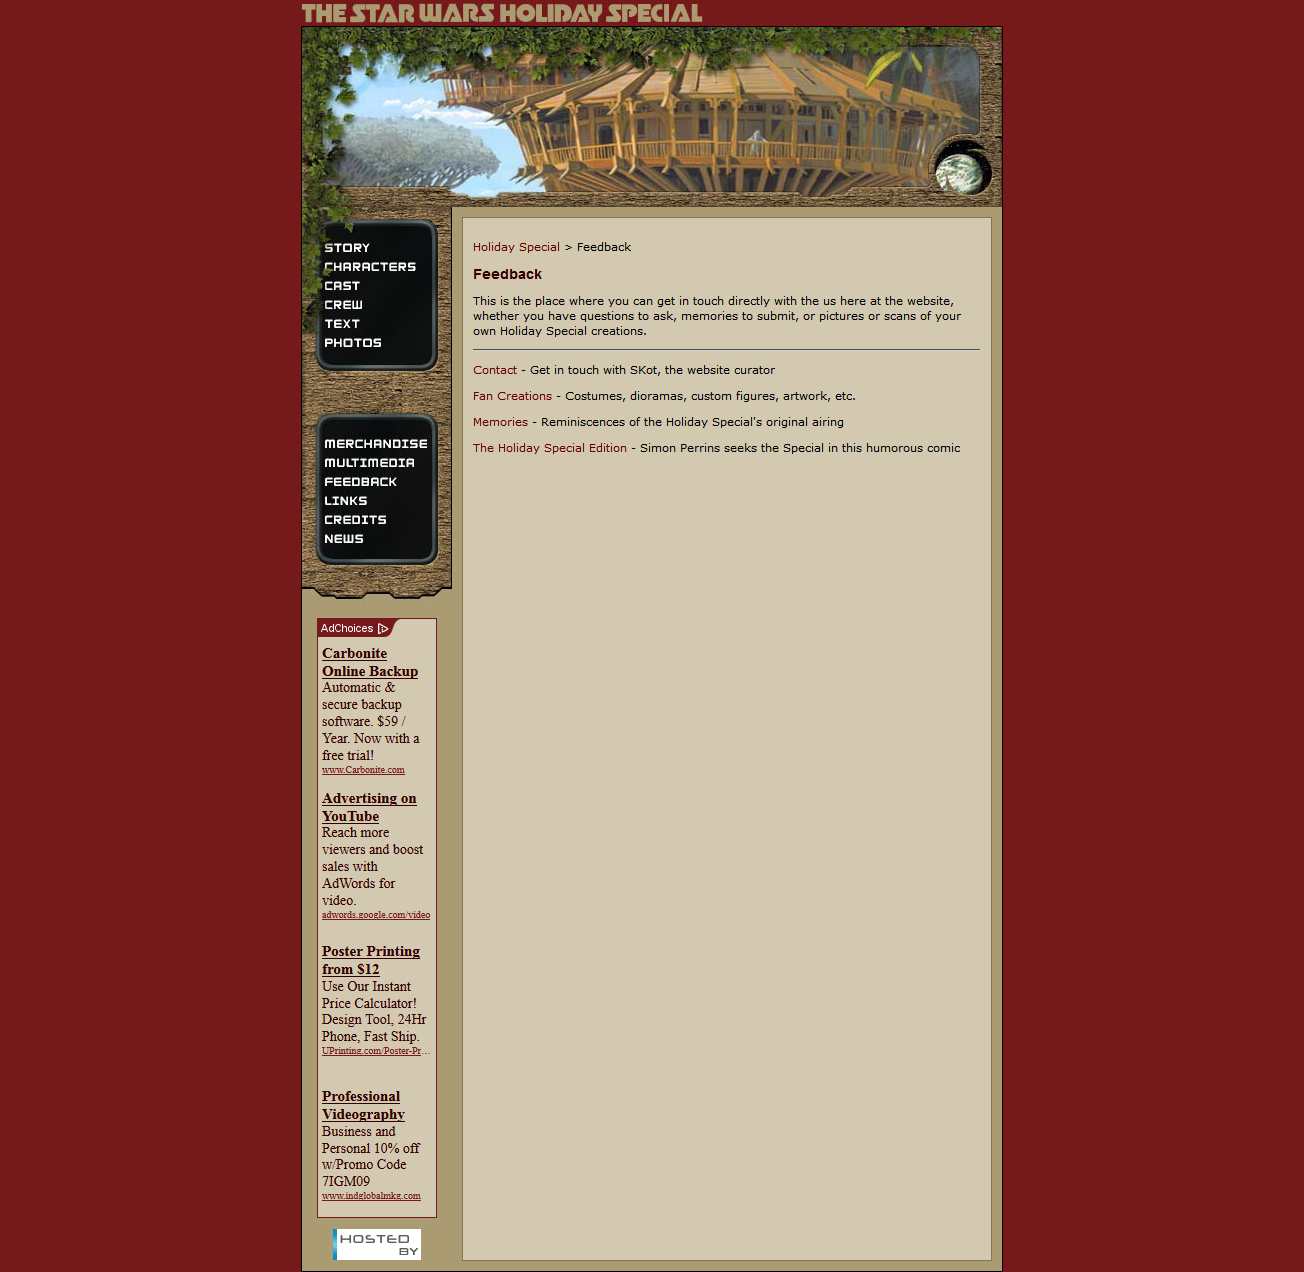 THE STAR WARS HOLIDAY SPECIAL
STORY
CHARACTERS
CAST
CREW
TEXT
PHOTOS
MERCHANDISE
MULTIMEDIA
FEEDBACK
LINKS
CREDITS
NEWS
Holiday Special > Feedback
Feedback
This is the place where you can get in touch directly with the us here at the website,
whether you have questions to ask, memories to submit, or pictures or scans of your
own Holiday Special creations.
Contact - Get in touch with SKot, the website curator
Fan Creations - Costumes, dioramas, custom figures, artwork, etc.
Memories - Reminiscences of the Holiday Special's original airing
The Holiday Special Edition - Simon Perrins seeks the Special in this humorous comic
AdChoices
Carbonite
Online Backup
Automatic &
secure backup
software. $59 /
Year. Now with a
free trial!
www.Carbonite.com
Advertising on
YouTube
Reach more
viewers and boost
sales with
AdWords for
video.
adwords.google.com/video
Poster Printing
from $12
Use Our Instant
Price Calculator!
Design Tool, 24Hr
Phone, Fast Ship.
UPrinting.com/Poster-Pr...
Professional
Videography
Business and
Personal 10% off
w/Promo Code
7IGM09
www.indglobalmkg.com
HOSTED
BY